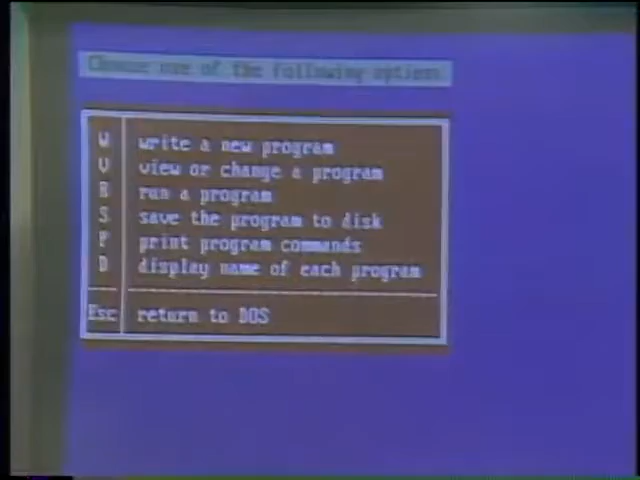 Choose one of the following options
W write a new program
V view or change a program
R run a program
S save the program to disk
P print program commands
D display name of each program
Esc return to DOS